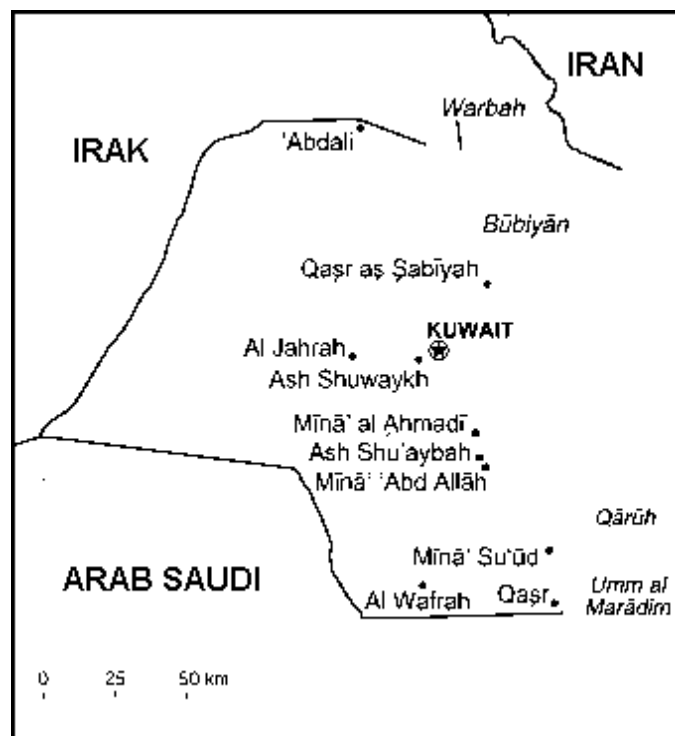 IRAN
Warbah
IRAK
'Abdali
Būbiyān
Qaşr aş Şabīyah
KUWAIT
Al Jahrah
Ash Shuwaykh
Mīnā' al Aḥmadī
Ash Shu'aybah
Mīnā' 'Abd Allāh
Qārūh
Mīnā' Su'ūd
ARAB SAUDI
Al Wafrah
Qaşr
Umm al
Marādim
0 25 50 km